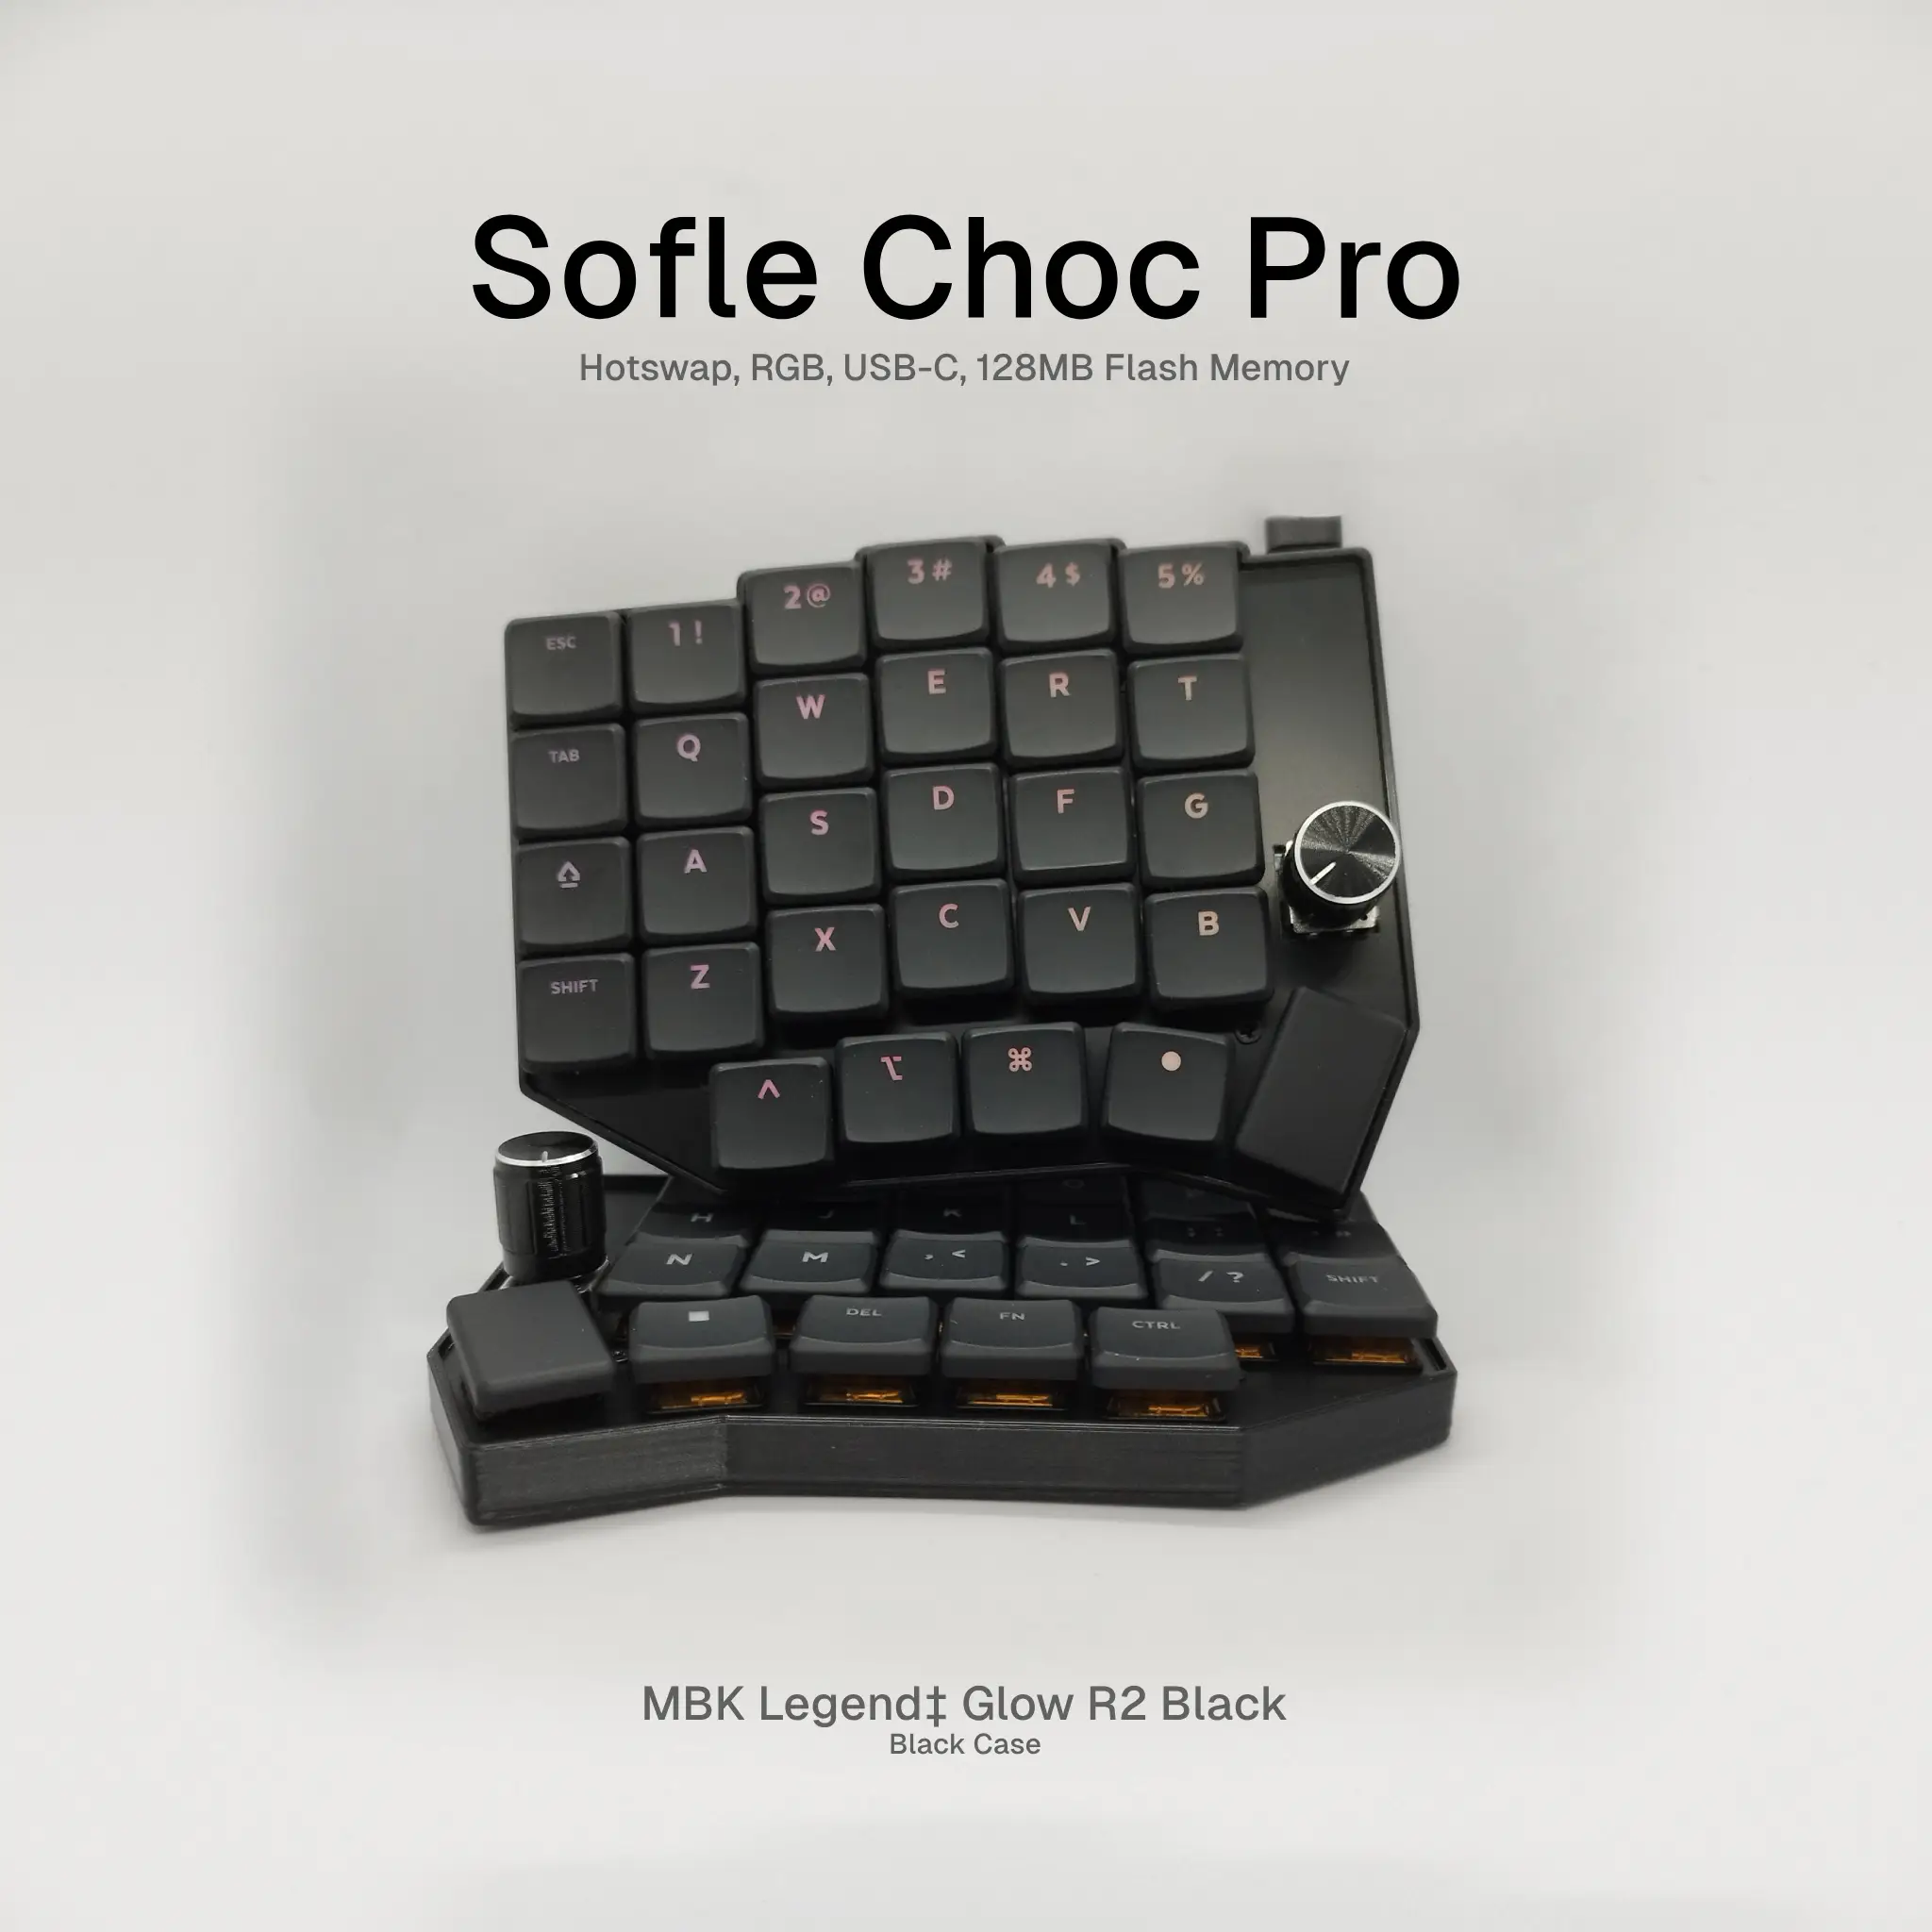 Sofle Choc Pro
Hotswap, RGB, USB-C, 128MB Flash Memory
ESC 1 ! 2 @ 3 # 4 $ 5 %
TAB Q W E R T
A S D F G
SHIFT Z X C V B
^ ⌥ ⌘ ●
H J K L
N M , < . > / ? SHIFT
■ DEL FN CTRL
MBK Legend‡ Glow R2 Black
Black Case